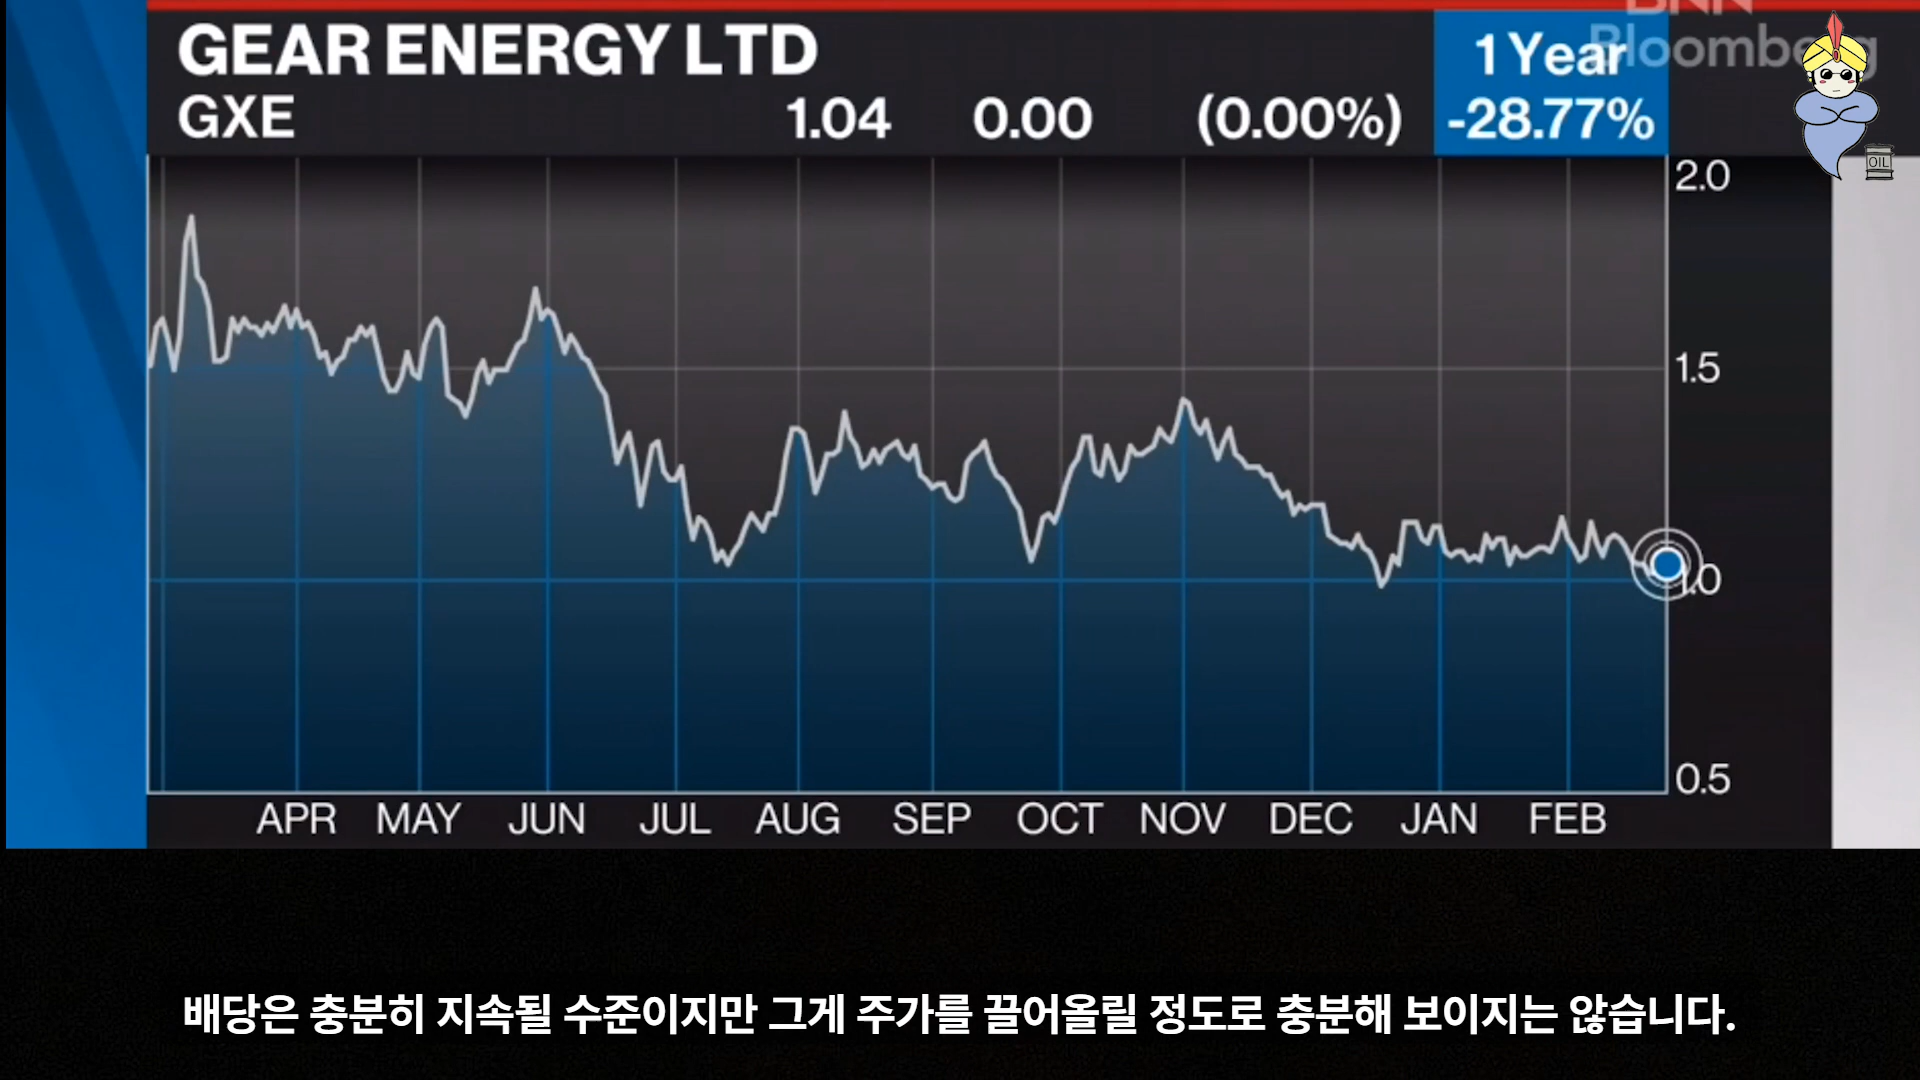 BNN
GEAR ENERGY LTD
1 Year
Bloomberg
GXE
1.04
0.00
(0.00%)
-28.77%
OIL
2.0
1.5
1.0
0.5
APR MAY JUN JUL AUG SEP OCT NOV DEC JAN FEB
배당은 충분히 지속될 수준이지만 그게 주가를 끌어올릴 정도로 충분해 보이지는 않습니다.